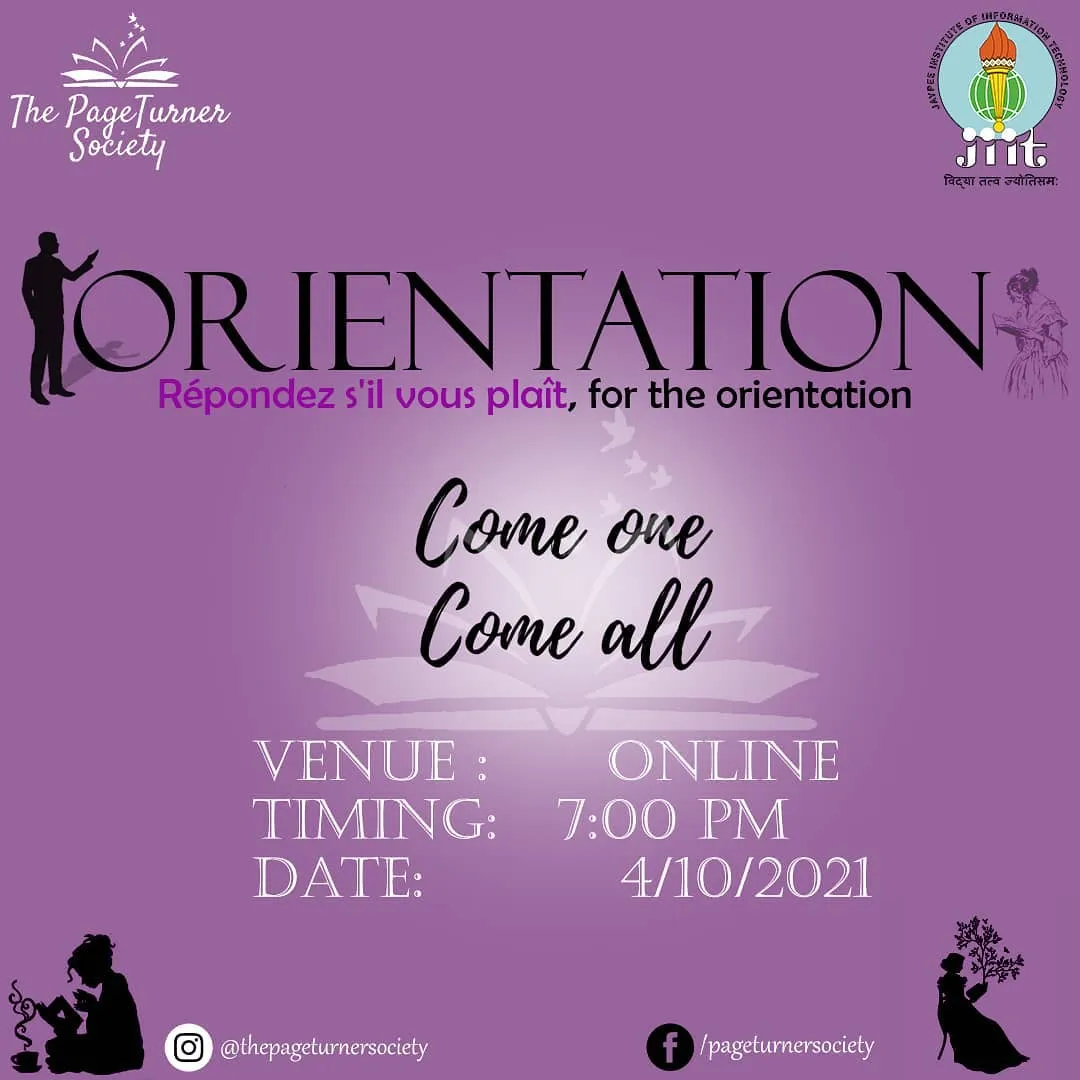 The PageTurner
Society
JAYPEE INSTITUTE OF INFORMATION TECHNOLOGY
jiit
विद्या तत्व ज्योतिसम:
ORIENTATION
Répondez s'il vous plaît, for the orientation
Come one
Come all
VENUE : ONLINE
TIMING: 7:00 PM
DATE: 4/10/2021
@thepageturnersociety
/pageturnersociety